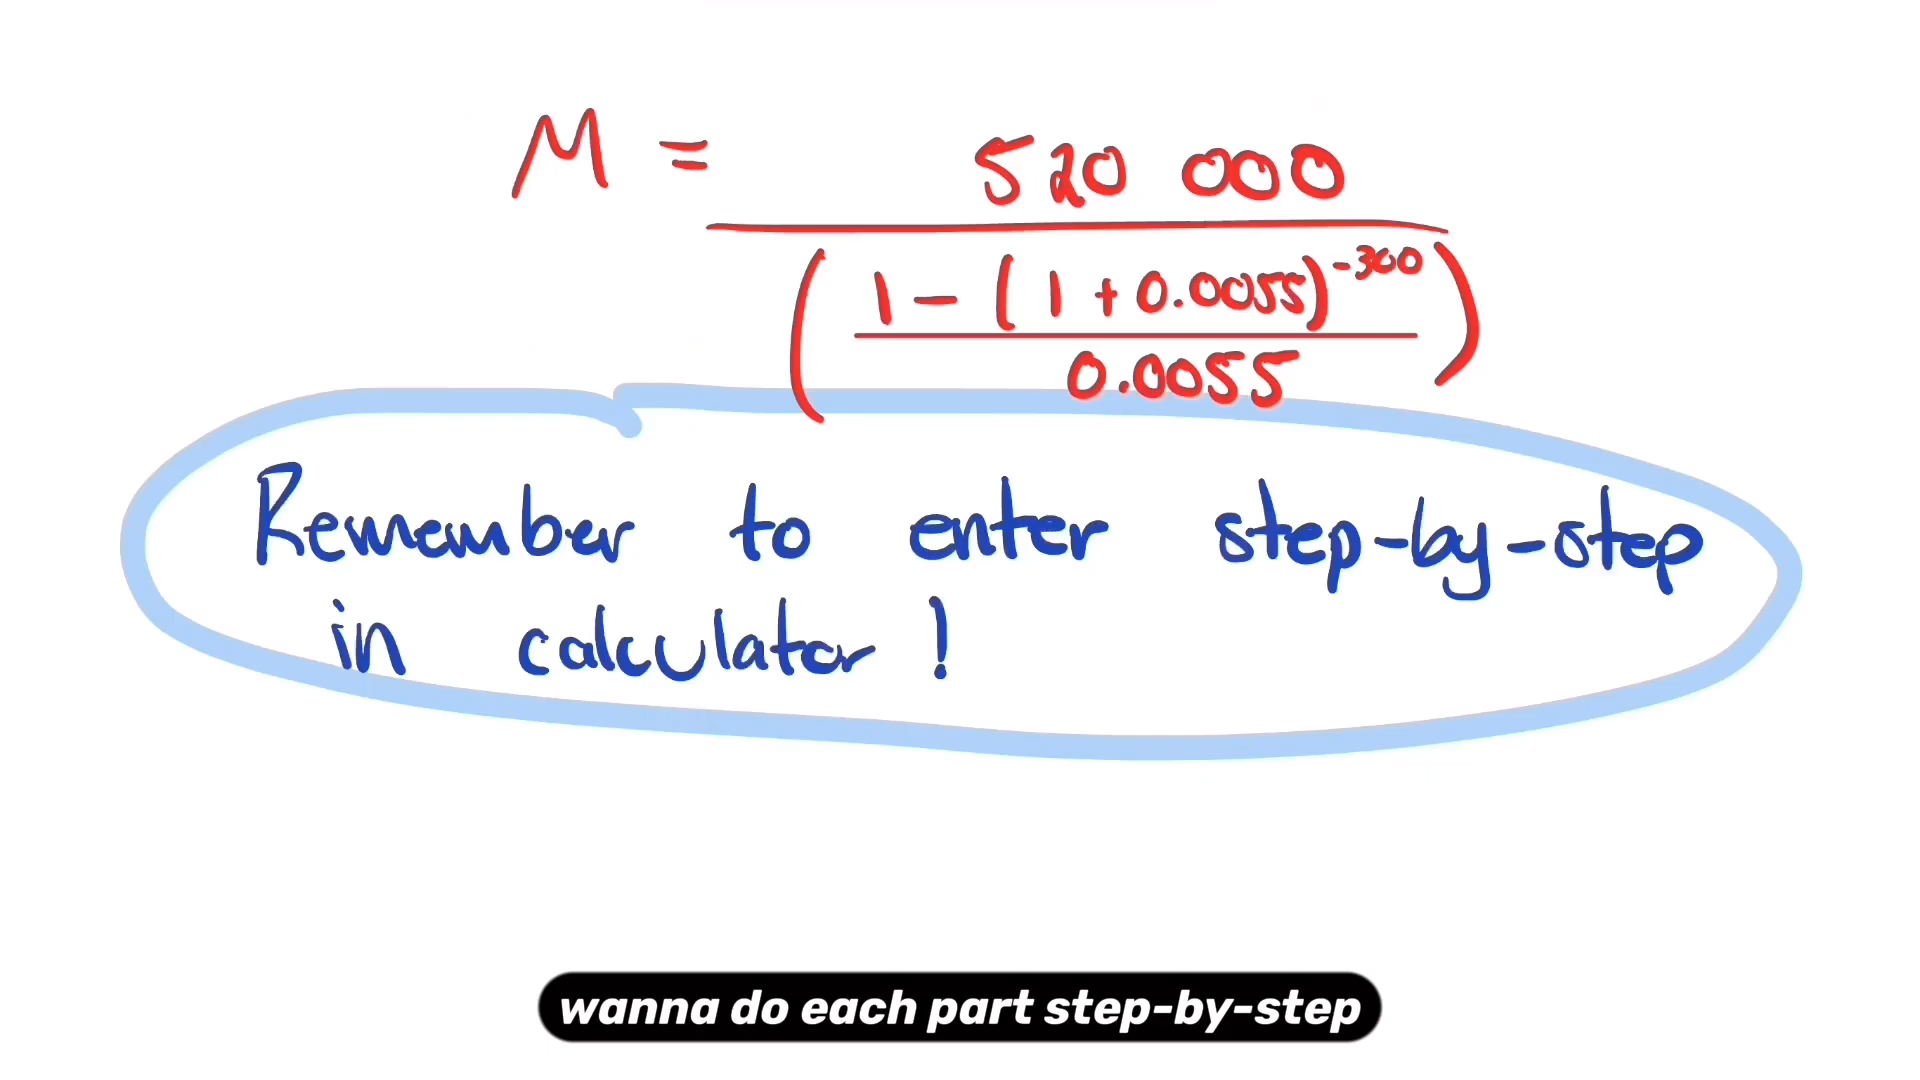 M = 520 000
( 1 - (1 + 0.0055)^-300
0.0055 )
Remember to enter step-by-step
in calculator!
wanna do each part step-by-step